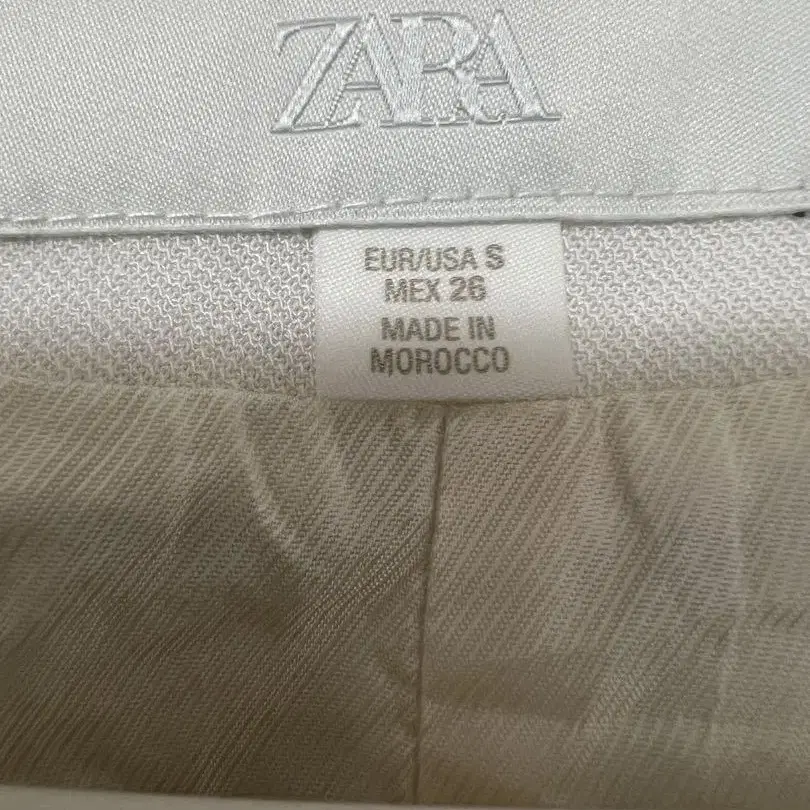 ZARA
EUR/USA S
MEX 26
MADE IN
MOROCCO